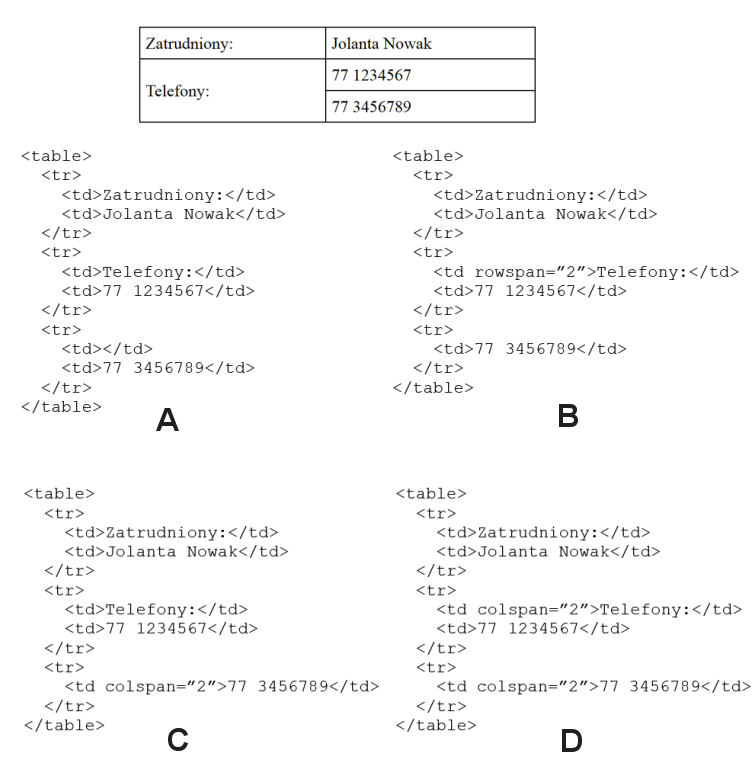 Zatrudniony: Jolanta Nowak
Telefony: 77 1234567
77 3456789
<table>
<tr>
<td>Zatrudniony:</td>
<td>Jolanta Nowak</td>
</tr>
<tr>
<td>Telefony:</td>
<td>77 1234567</td>
</tr>
<tr>
<td></td>
<td>77 3456789</td>
</tr>
</table>
A
<table>
<tr>
<td>Zatrudniony:</td>
<td>Jolanta Nowak</td>
</tr>
<tr>
<td rowspan="2">Telefony:</td>
<td>77 1234567</td>
</tr>
<tr>
<td>77 3456789</td>
</tr>
</table>
B
<table>
<tr>
<td>Zatrudniony:</td>
<td>Jolanta Nowak</td>
</tr>
<tr>
<td>Telefony:</td>
<td>77 1234567</td>
</tr>
<tr>
<td colspan="2">77 3456789</td>
</tr>
</table>
C
<table>
<tr>
<td>Zatrudniony:</td>
<td>Jolanta Nowak</td>
</tr>
<tr>
<td colspan="2">Telefony:</td>
<td>77 1234567</td>
</tr>
<tr>
<td colspan="2">77 3456789</td>
</tr>
</table>
D